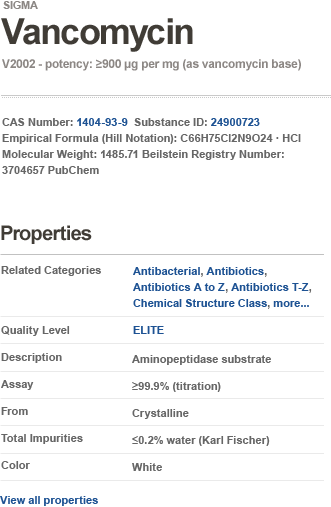 SIGMA
Vancomycin
V2002 - potency: ≥900 μg per mg (as vancomycin base)
CAS Number: 1404-93-9 Substance ID: 24900723
Empirical Formula (Hill Notation): C66H75Cl2N9O24 · HCl
Molecular Weight: 1485.71 Beilstein Registry Number:
3704657 PubChem
Properties
Related Categories Antibacterial, Antibiotics,
Antibiotics A to Z, Antibiotics T-Z,
Chemical Structure Class, more...
Quality Level ELITE
Description Aminopeptidase substrate
Assay ≥99.9% (titration)
From Crystalline
Total Impurities ≤0.2% water (Karl Fischer)
Color White
View all properties